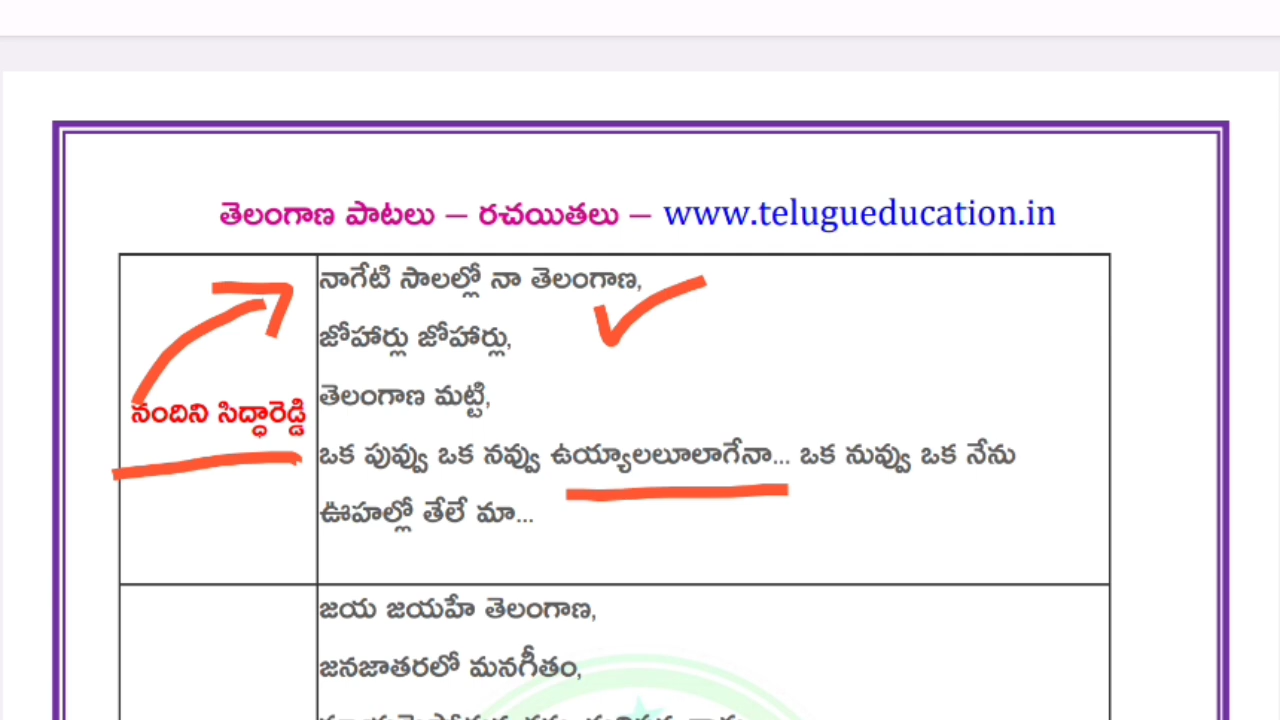 తెలంగాణ పాటలు – రచయితలు – www.telugueducation.in
నందిని సిద్ధారెడ్డి
నాగేటి సాలల్లో నా తెలంగాణ,
జోహార్లు జోహార్లు,
తెలంగాణ మట్టి,
ఒక పువ్వు ఒక నవ్వు ఉయ్యాలలూలాగేనా... ఒక నువ్వు ఒక నేను
ఊహల్లో తేలే మా...
జయ జయహే తెలంగాణ,
జనజాతరలో మనగీతం,